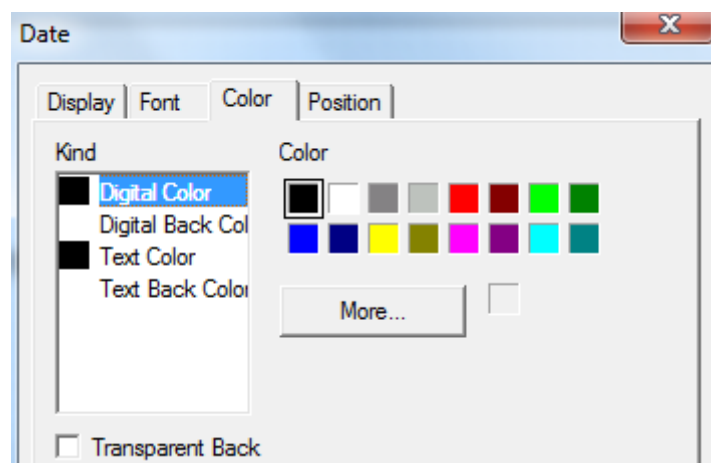 Date
Display Font Color Position
Kind Color
Digital Color
Digital Back Col
Text Color
Text Back Color
More...
Transparent Back